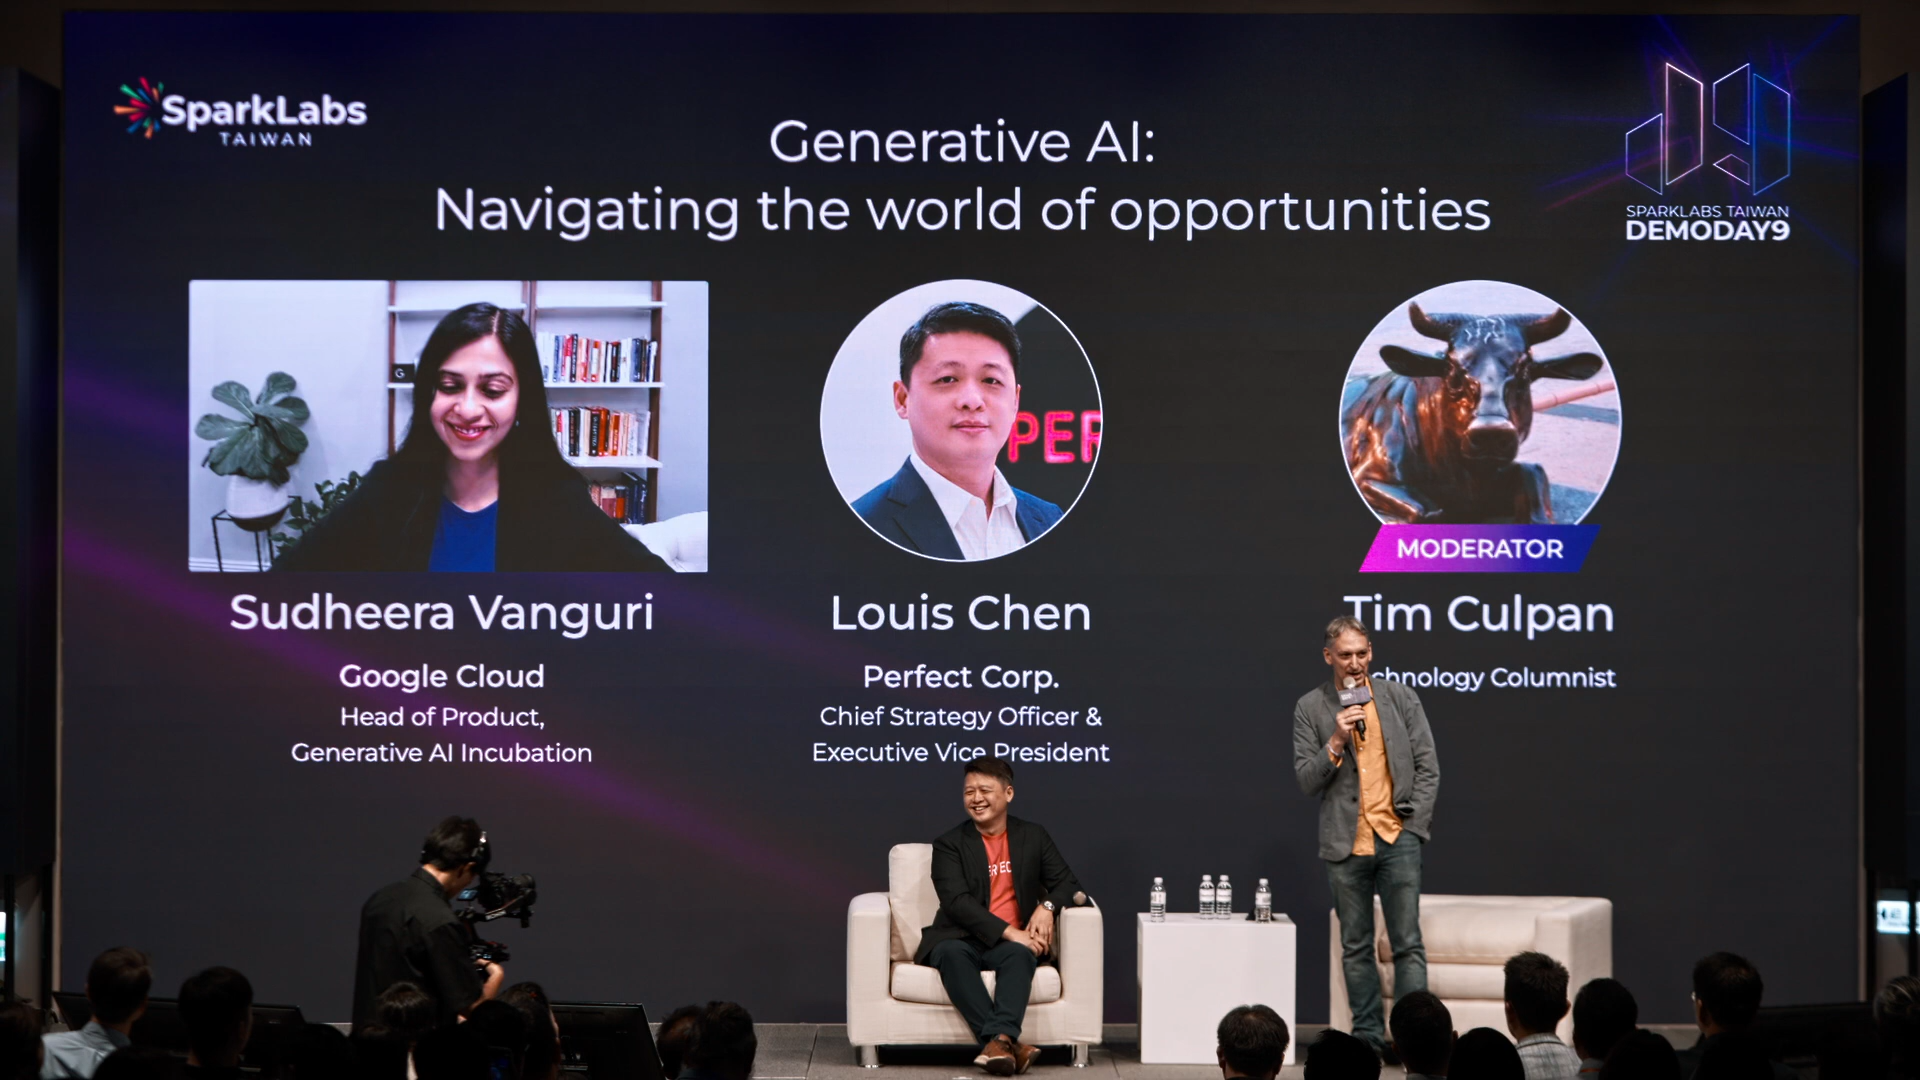 SparkLabs
TAIWAN
Generative AI:
Navigating the world of opportunities
SPARKLABS TAIWAN
DEMODAY9
G
PER
MODERATOR
Sudheera Vanguri
Google Cloud
Head of Product,
Generative AI Incubation
Louis Chen
Perfect Corp.
Chief Strategy Officer &
Executive Vice President
Tim Culpan
chnology Columnist